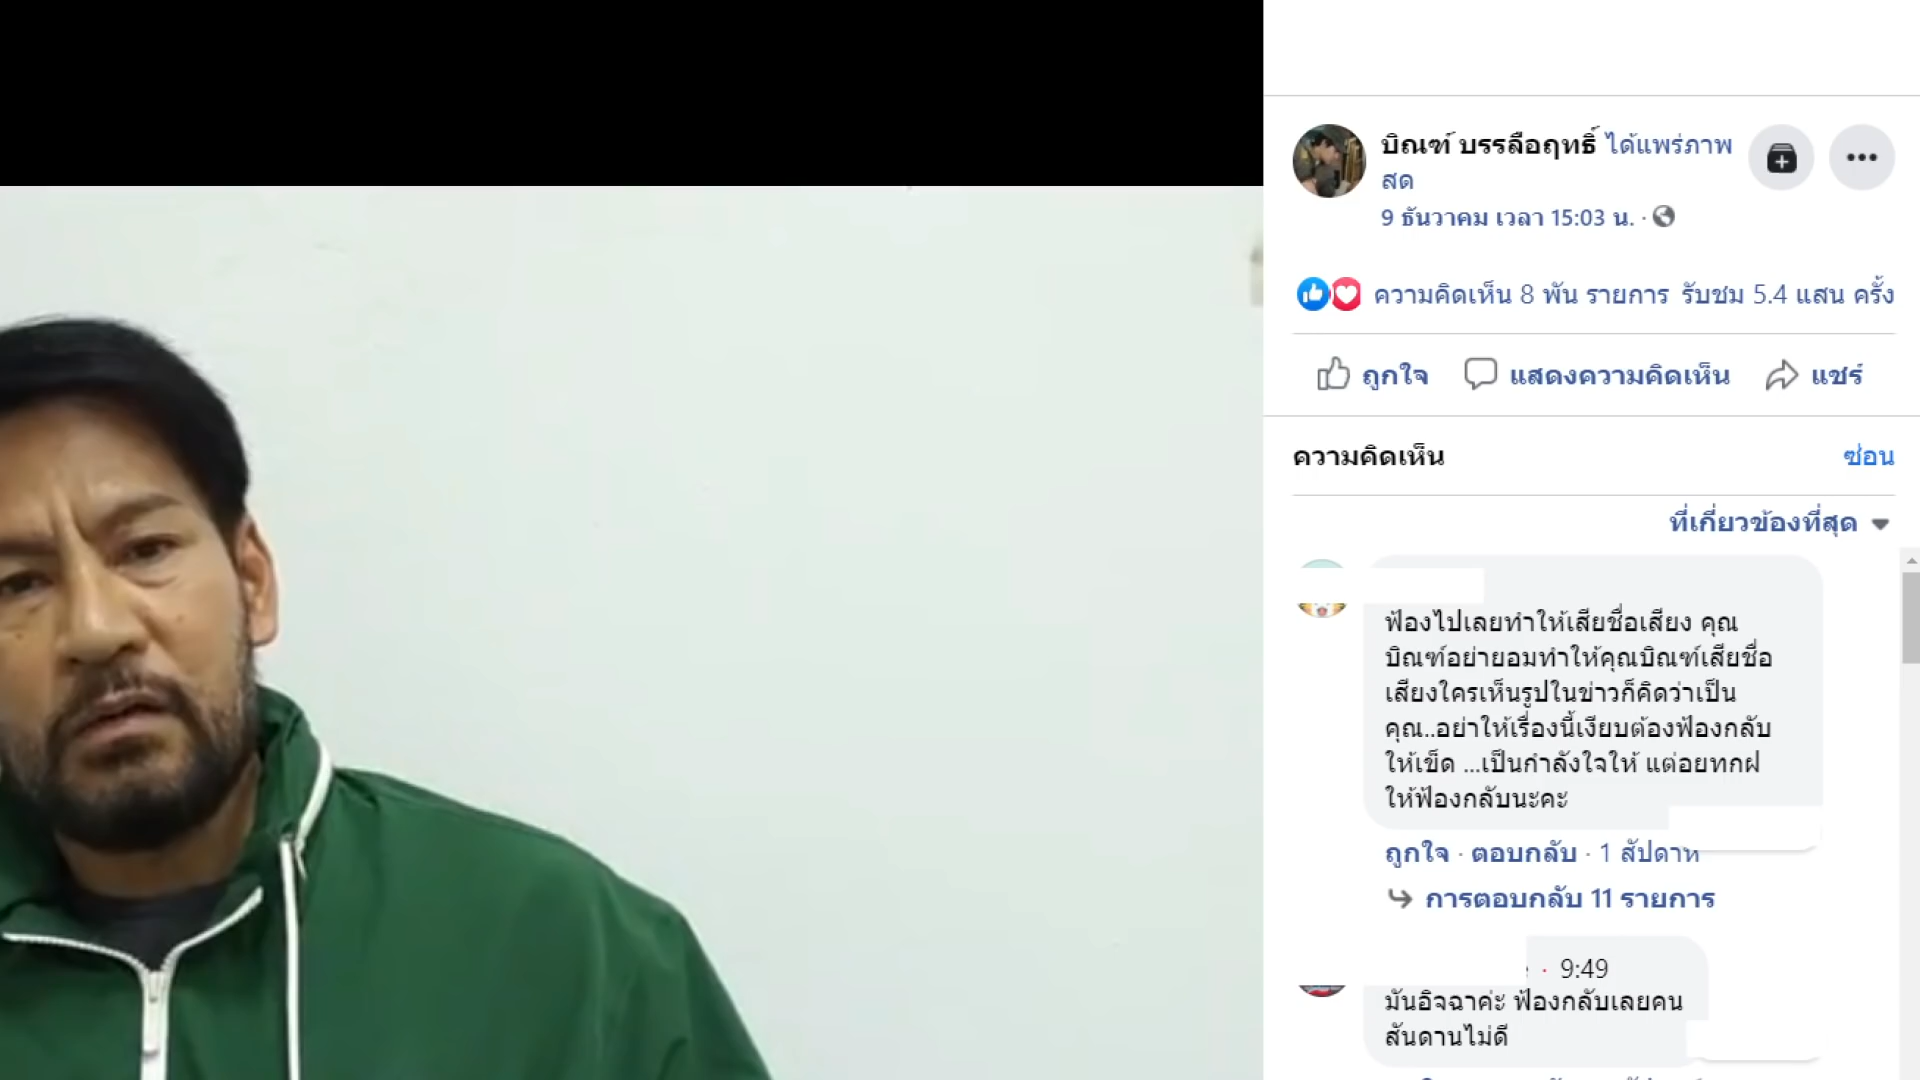 บิณฑ์ บรรลือฤทธิ์ ได้แพร่ภาพ
สด
9 ธันวาคม เวลา 15:03 น. ·
ความคิดเห็น 8 พัน รายการ รับชม 5.4 แสน ครั้ง
ถูกใจ แสดงความคิดเห็น แชร์
ความคิดเห็น ซ่อน
ที่เกี่ยวข้องที่สุด
ฟ้องไปเลยทำให้เสียชื่อเสียง คุณ
บิณฑ์อย่ายอมทำให้คุณบิณฑ์เสียชื่อ
เสียงใครเห็นรูปในข่าวก็คิดว่าเป็น
คุณ..อย่าให้เรื่องนี้เงียบต้องฟ้องกลับ
ให้เข็ด ...เป็นกำลังใจให้ แต่อยทกฝ
ให้ฟ้องกลับนะคะ
ถูกใจ · ตอบกลับ · 1 สัปดาห์
การตอบกลับ 11 รายการ
· 9:49
มันอิจฉาค่ะ ฟ้องกลับเลยคน
สันดานไม่ดี